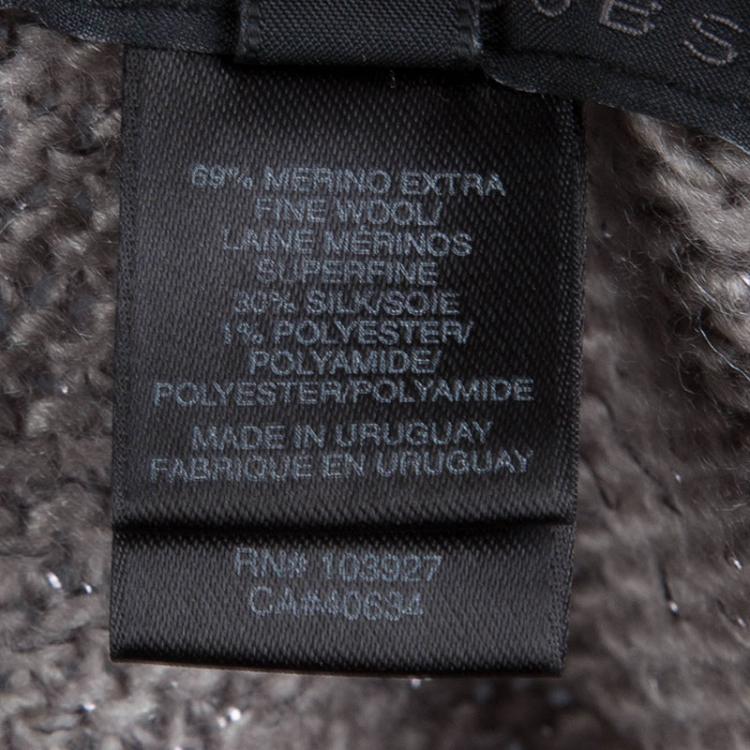 69% MERINO EXTRA
FINE WOOL/
LAINE MÉRINOS
SUPERFINE
30% SILK/SOIE
1% POLYESTER/
POLYAMIDE/
POLYESTER/POLYAMIDE
MADE IN URUGUAY
FABRIQUE EN URUGUAY
RN# 103927
CA#40634